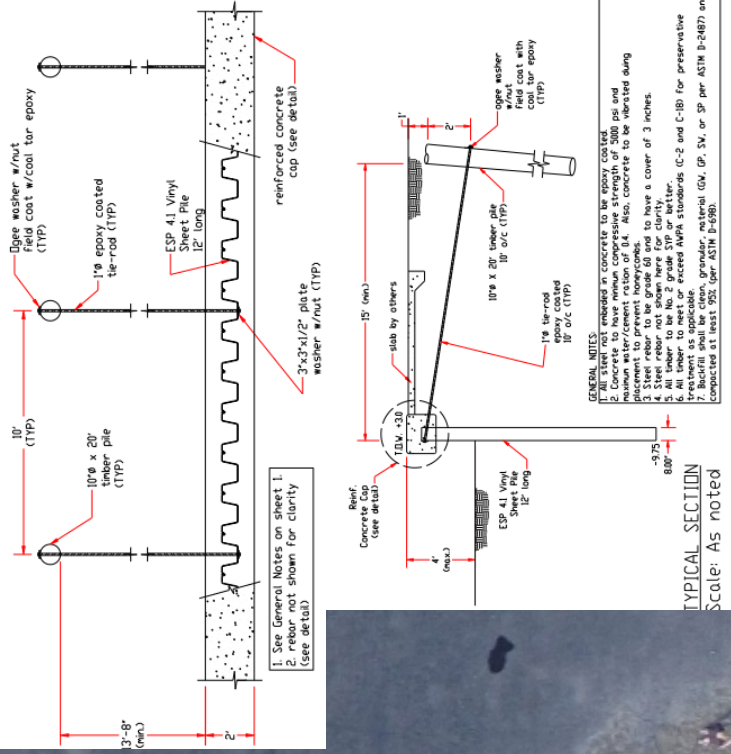 Ogee washer w/nut
field coat w/coal tar epoxy
(TYP)
1"Ø epoxy coated
tie-rod (TYP)
ESP 4.1 Vinyl
Sheet Pile
12' long
reinforced concrete
cap (see detail)
3"x3"x1/2" plate
washer w/nut (TYP)
10'
(TYP)
10"Ø x 20'
timber pile
(TYP)
1. See General Notes on sheet 1.
2. rebar not shown for clarity
(see detail)
13'-8"
(min.)
2'
1'
2'
ogee washer
w/nut
field coat with
coal tar epoxy
(TYP)
15' (min.)
10"Ø X 20' timber pile
10' o/c (TYP)
slab by others
1"Ø tie-rod
epoxy coated
10' o/c (TYP)
T.O.W. +3.0
Reinf.
Concrete Cap
(see detail)
4'
(max.)
ESP 4.1 Vinyl
Sheet Pile
12' long
-9.75
8.00"
GENERAL NOTES:
1. All steel not embeded in concrete to be epoxy coated.
2. Concrete to have minimum compressive strength of 5000 psi and
maximum water/cement ration of 0.4. Also, concrete to be vibrated duing
placement to prevent honeycombs.
3. Steel rebar to be grade 60 and to have a cover of 3 inches.
4. Steel rebar not shown here for clarity.
5. All timber to be No. 2 grade SYP or better.
6. All timber to meet or exceed AWPA standards (C-2 and C-18) for preservative
treatment as applicable.
7. Backfill shall be clean, granular, material (GW, GP, SW, or SP per ASTM D-2487) an
compacted at least 95% (per ASTM D-698).
TYPICAL SECTION
Scale: As noted